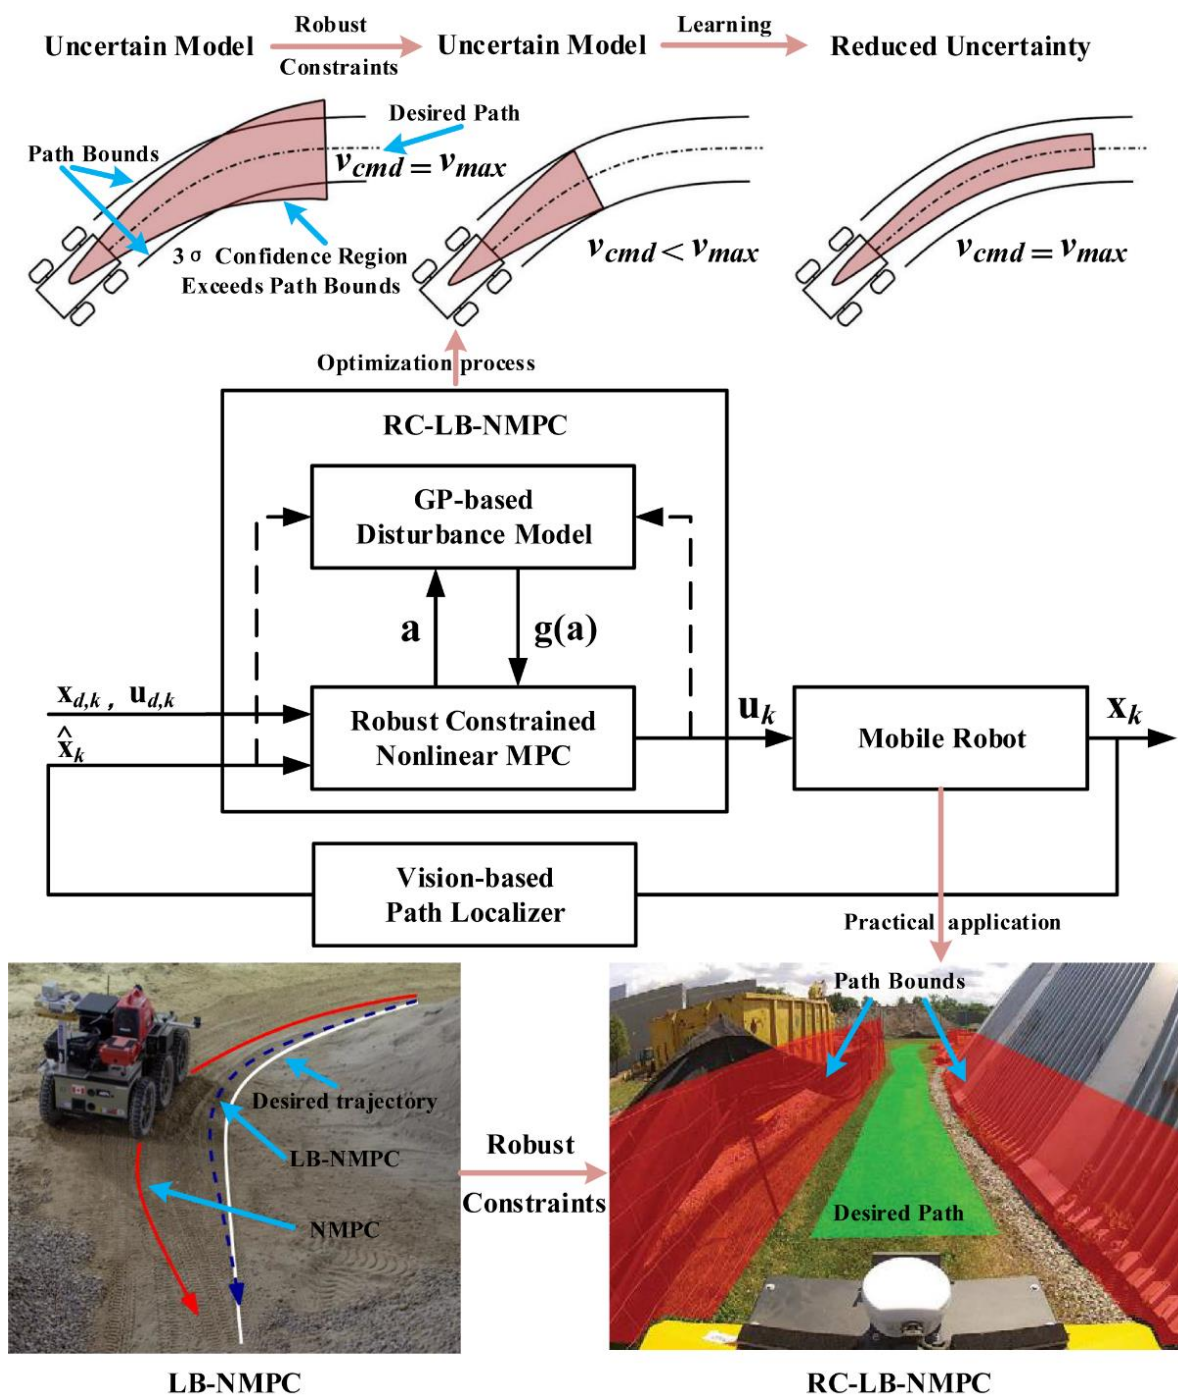 Uncertain Model
Robust
Constraints
Uncertain Model
Learning
Reduced Uncertainty
Path Bounds
Desired Path
v_cmd = v_max
3σ Confidence Region
Exceeds Path Bounds
v_cmd < v_max
v_cmd = v_max
Optimization process
RC-LB-NMPC
GP-based
Disturbance Model
a
g(a)
x_{d,k}, u_{d,k}
x̂_k
Robust Constrained
Nonlinear MPC
u_k
Mobile Robot
x_k
Vision-based
Path Localizer
Practical application
Desired trajectory
LB-NMPC
NMPC
Robust
Constraints
Path Bounds
Desired Path
LB-NMPC
RC-LB-NMPC